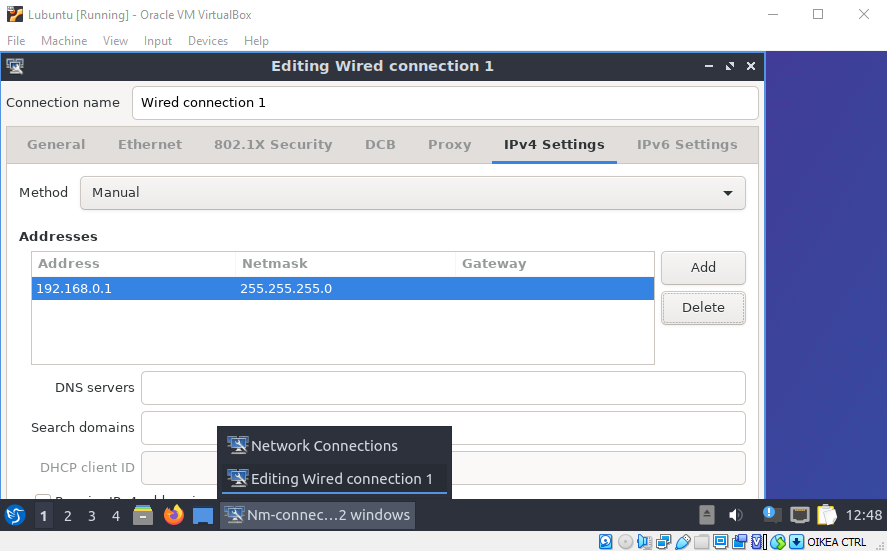 Lubuntu [Running] - Oracle VM VirtualBox
File Machine View Input Devices Help
Editing Wired connection 1
Connection name Wired connection 1
General Ethernet 802.1X Security DCB Proxy IPv4 Settings IPv6 Settings
Method Manual
Addresses
Address Netmask Gateway
192.168.0.1 255.255.255.0
Add
Delete
DNS servers
Search domains
DHCP client ID
Network Connections
Editing Wired connection 1
1 2 3 4 Nm-connec...2 windows 12:48
OIKEA CTRL